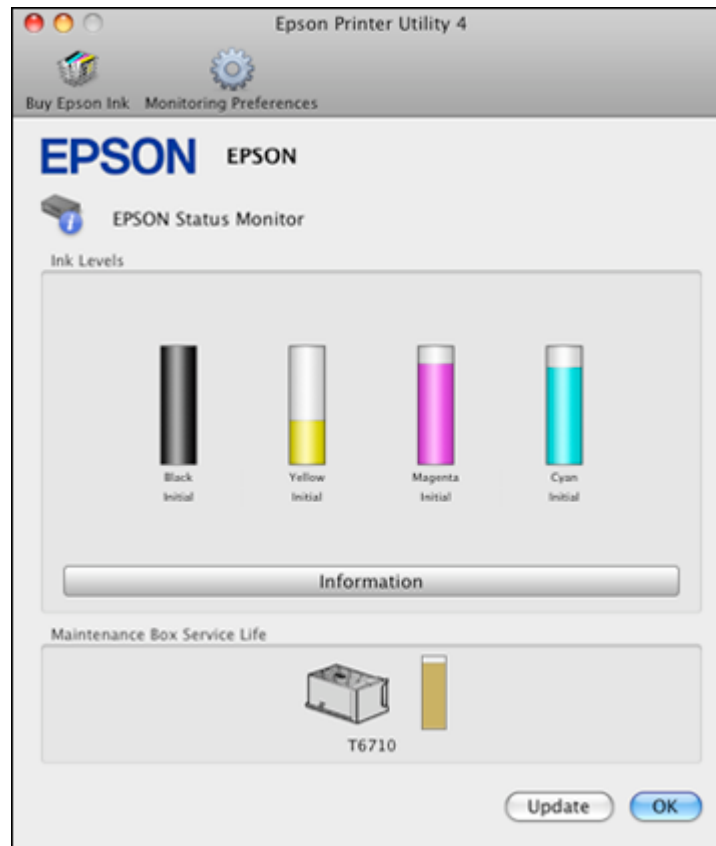 Epson Printer Utility 4
Buy Epson Ink Monitoring Preferences
EPSON EPSON
i EPSON Status Monitor
Ink Levels
Black Yellow Magenta Cyan
Initial Initial Initial Initial
Information
Maintenance Box Service Life
T6710
Update OK